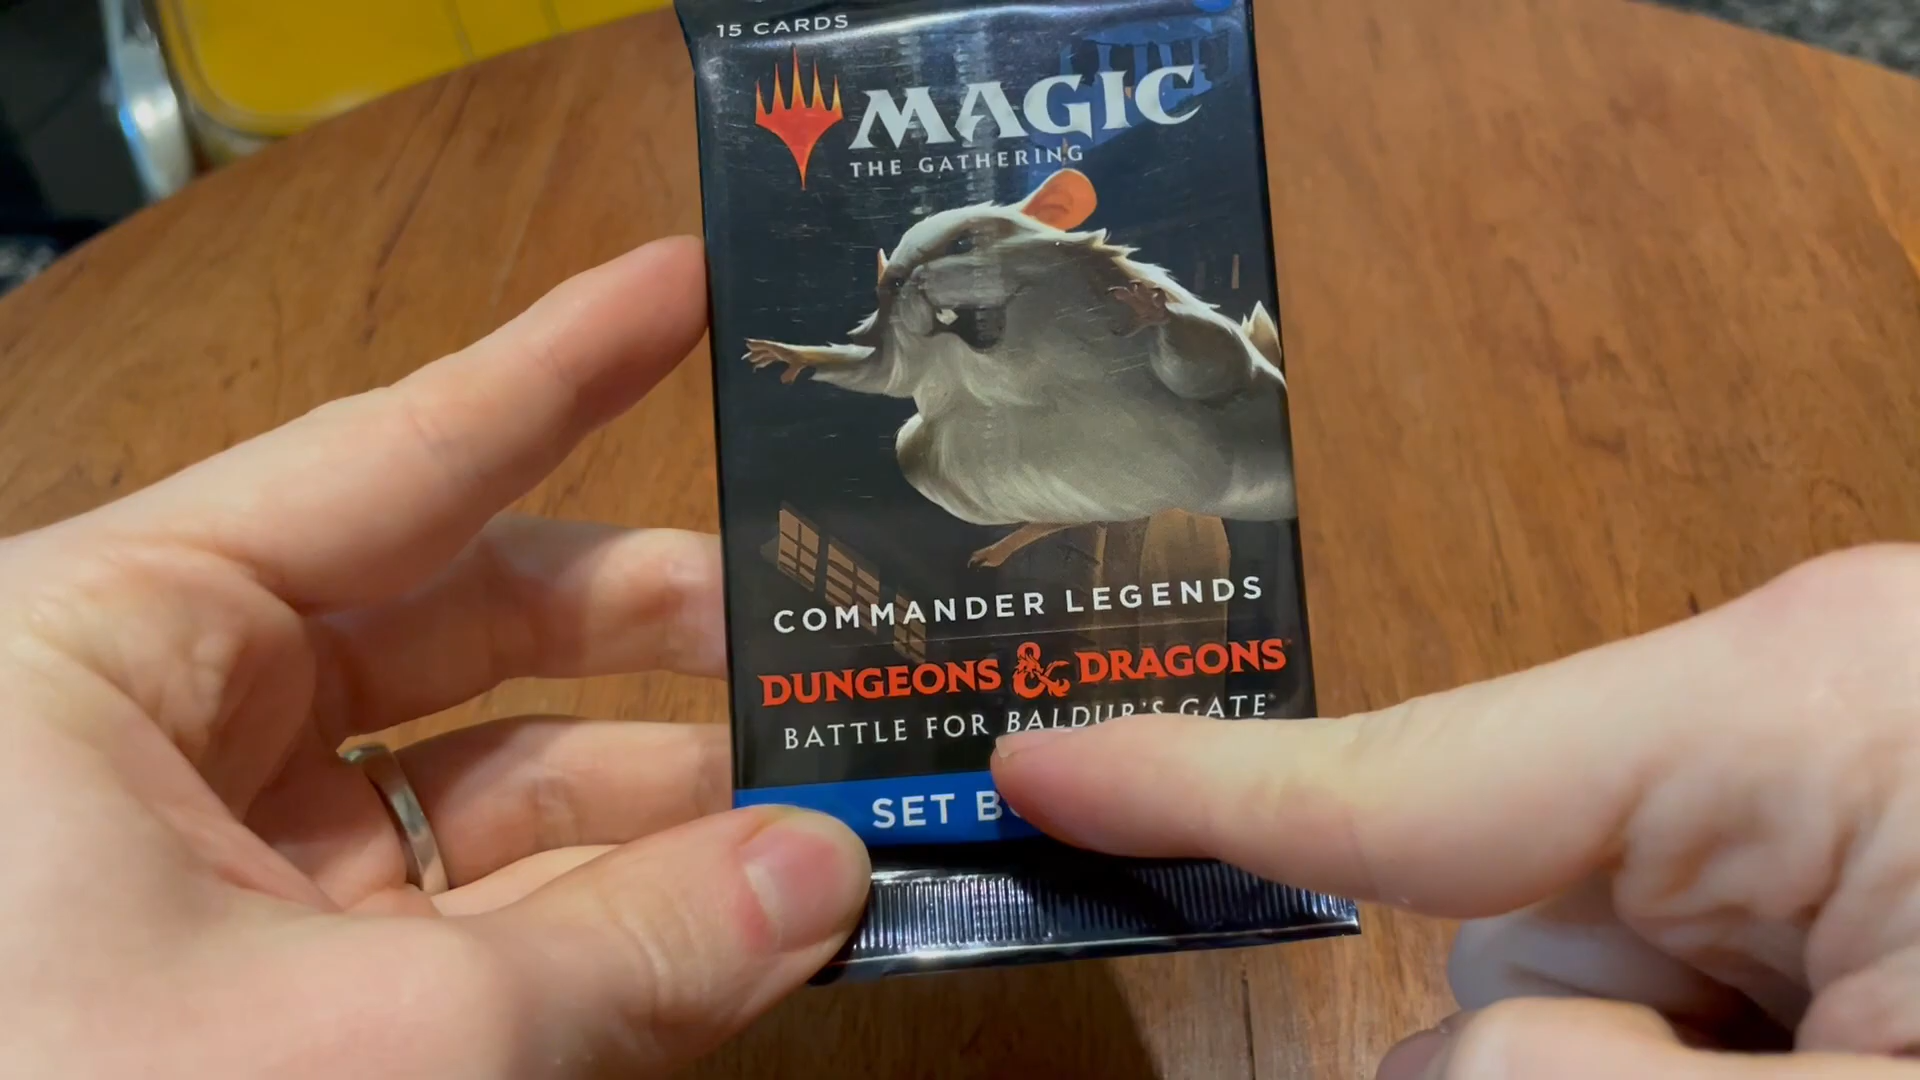 15 CARDS
MAGIC
THE GATHERING
COMMANDER LEGENDS
DUNGEONS & DRAGONS
BATTLE FOR BALDUR'S GATE
SET